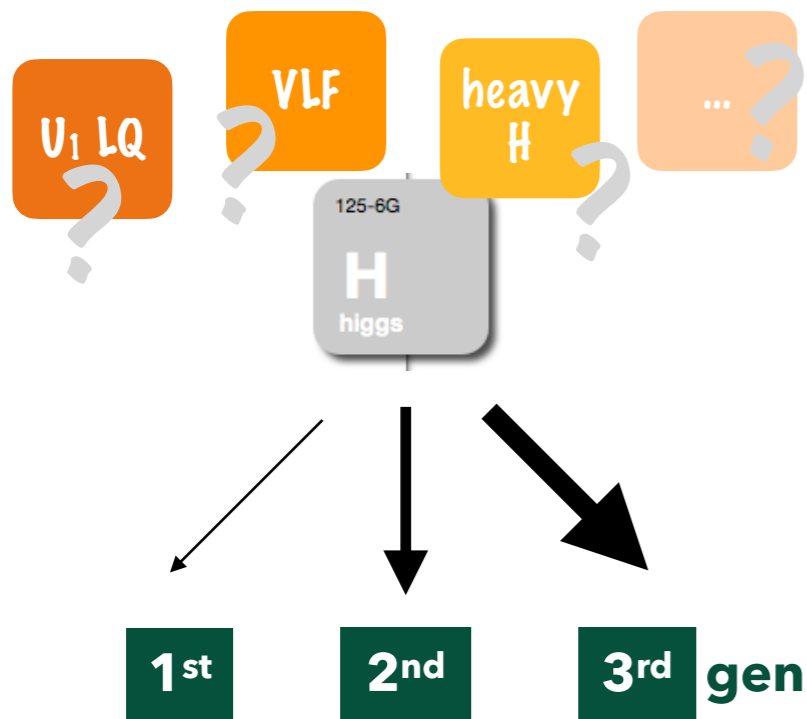 U₁ LQ
?
VLF
?
heavy
H
?
...
?
125-6G
H
higgs
1st
2nd
3rd gen